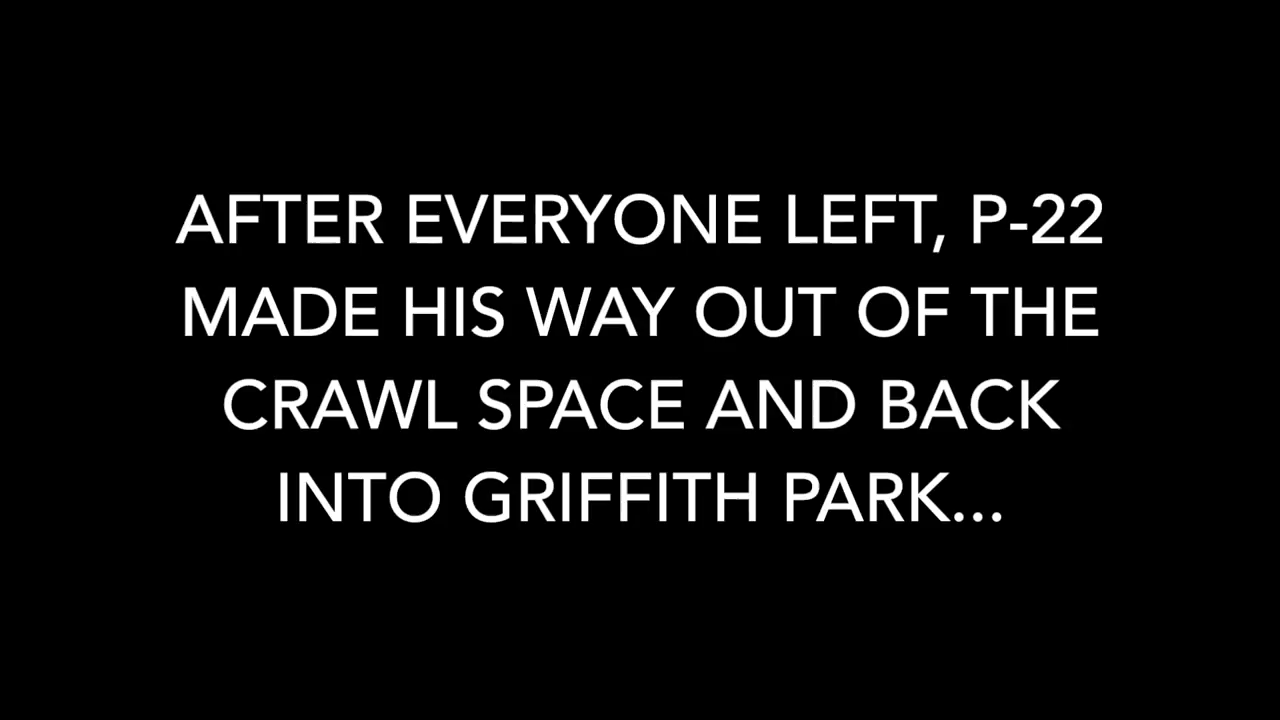 AFTER EVERYONE LEFT, P-22
MADE HIS WAY OUT OF THE
CRAWL SPACE AND BACK
INTO GRIFFITH PARK...